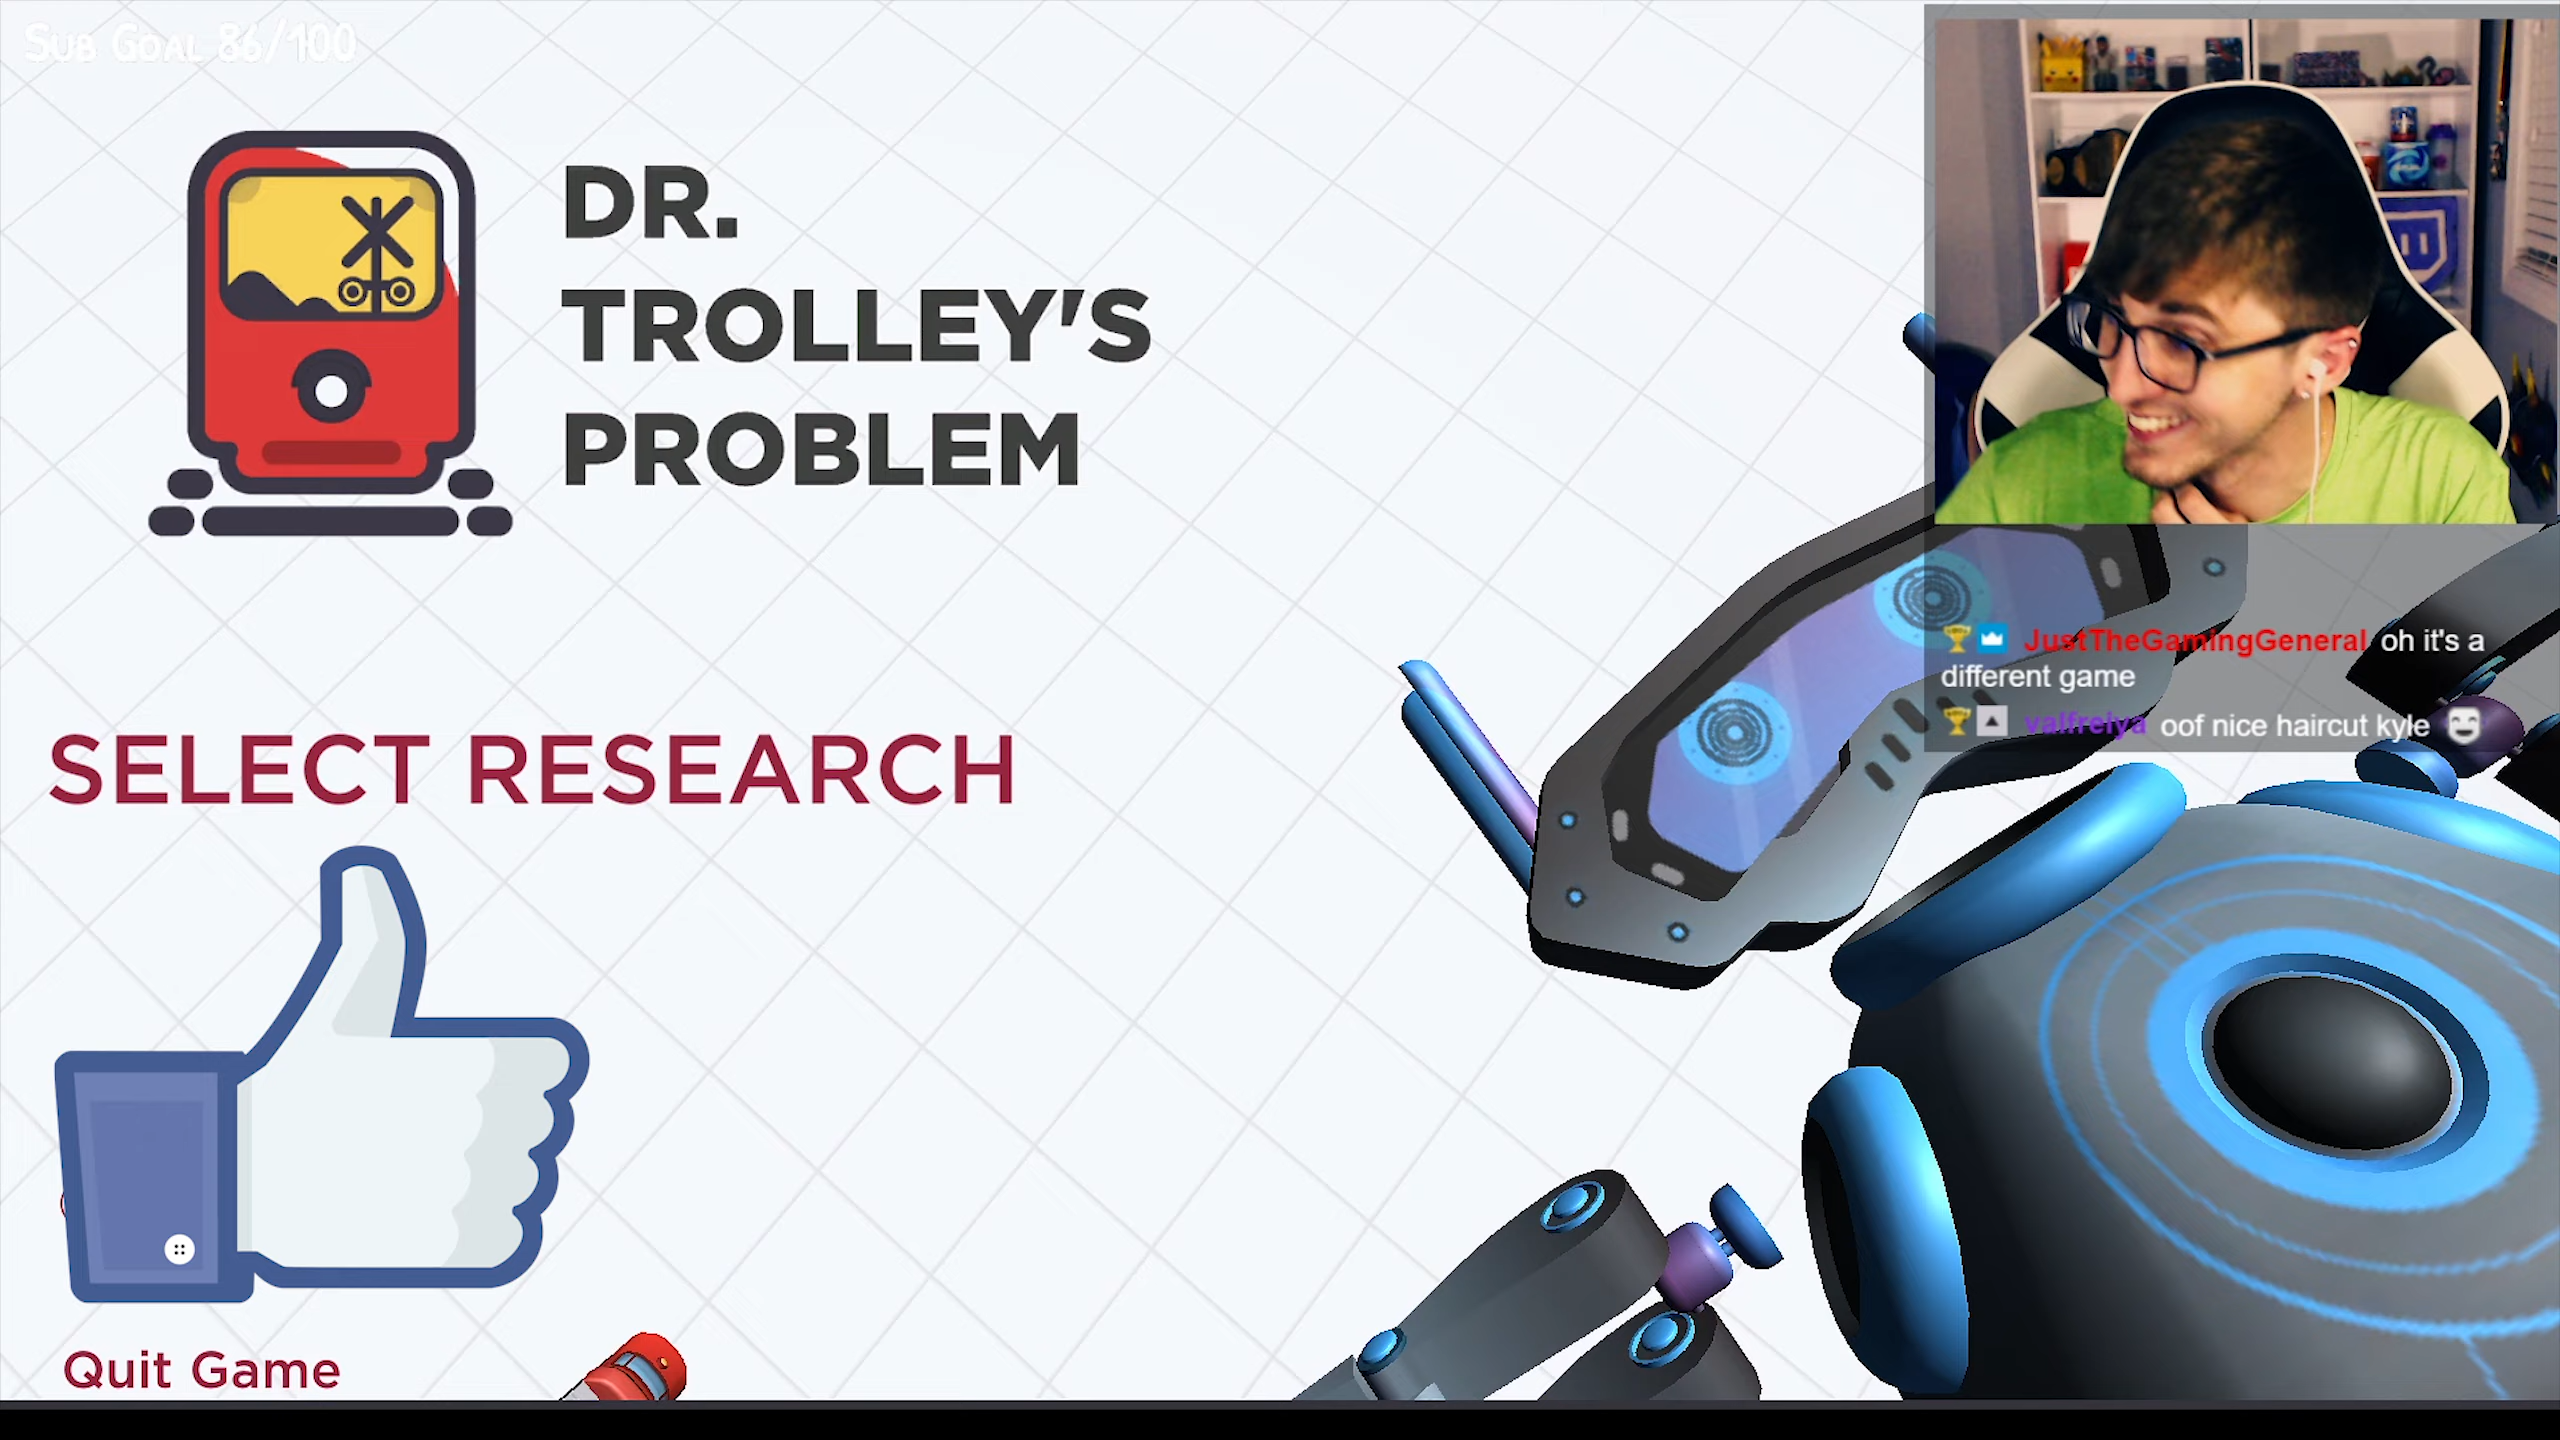 SUB GOAL 86/100
DR.
TROLLEY'S
PROBLEM
SELECT RESEARCH
Quit Game
JustTheGamingGeneral oh it's a
different game
valfreiya oof nice haircut kyle